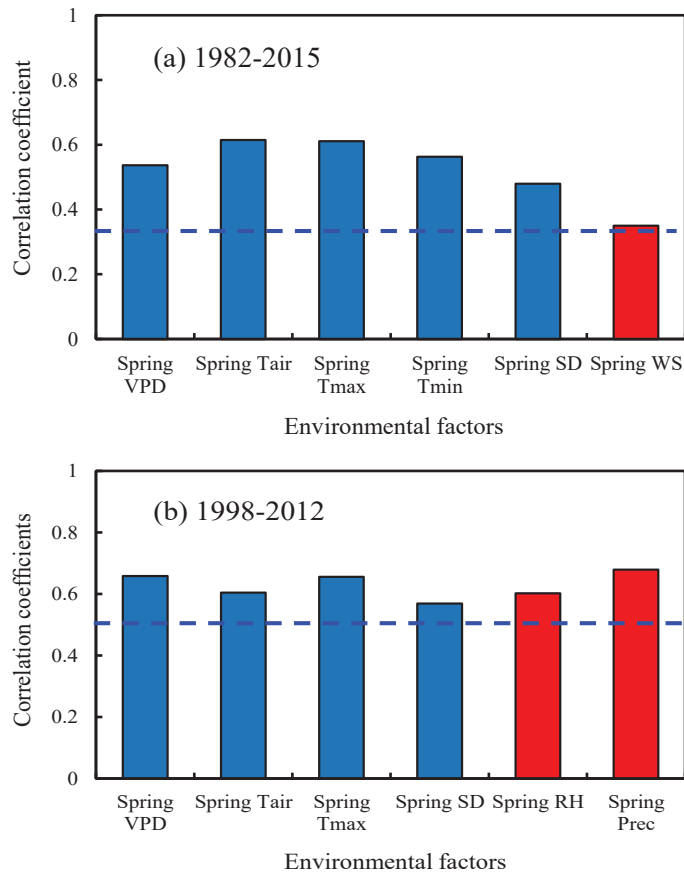 1
(a) 1982-2015
0.8
0.6
0.4
0.2
0
Correlation coefficient
Spring VPD
Spring Tair
Spring Tmax
Spring Tmin
Spring SD
Spring WS
Environmental factors
1
(b) 1998-2012
0.8
0.6
0.4
0.2
0
Correlation coefficients
Spring VPD
Spring Tair
Spring Tmax
Spring SD
Spring RH
Spring Prec
Environmental factors